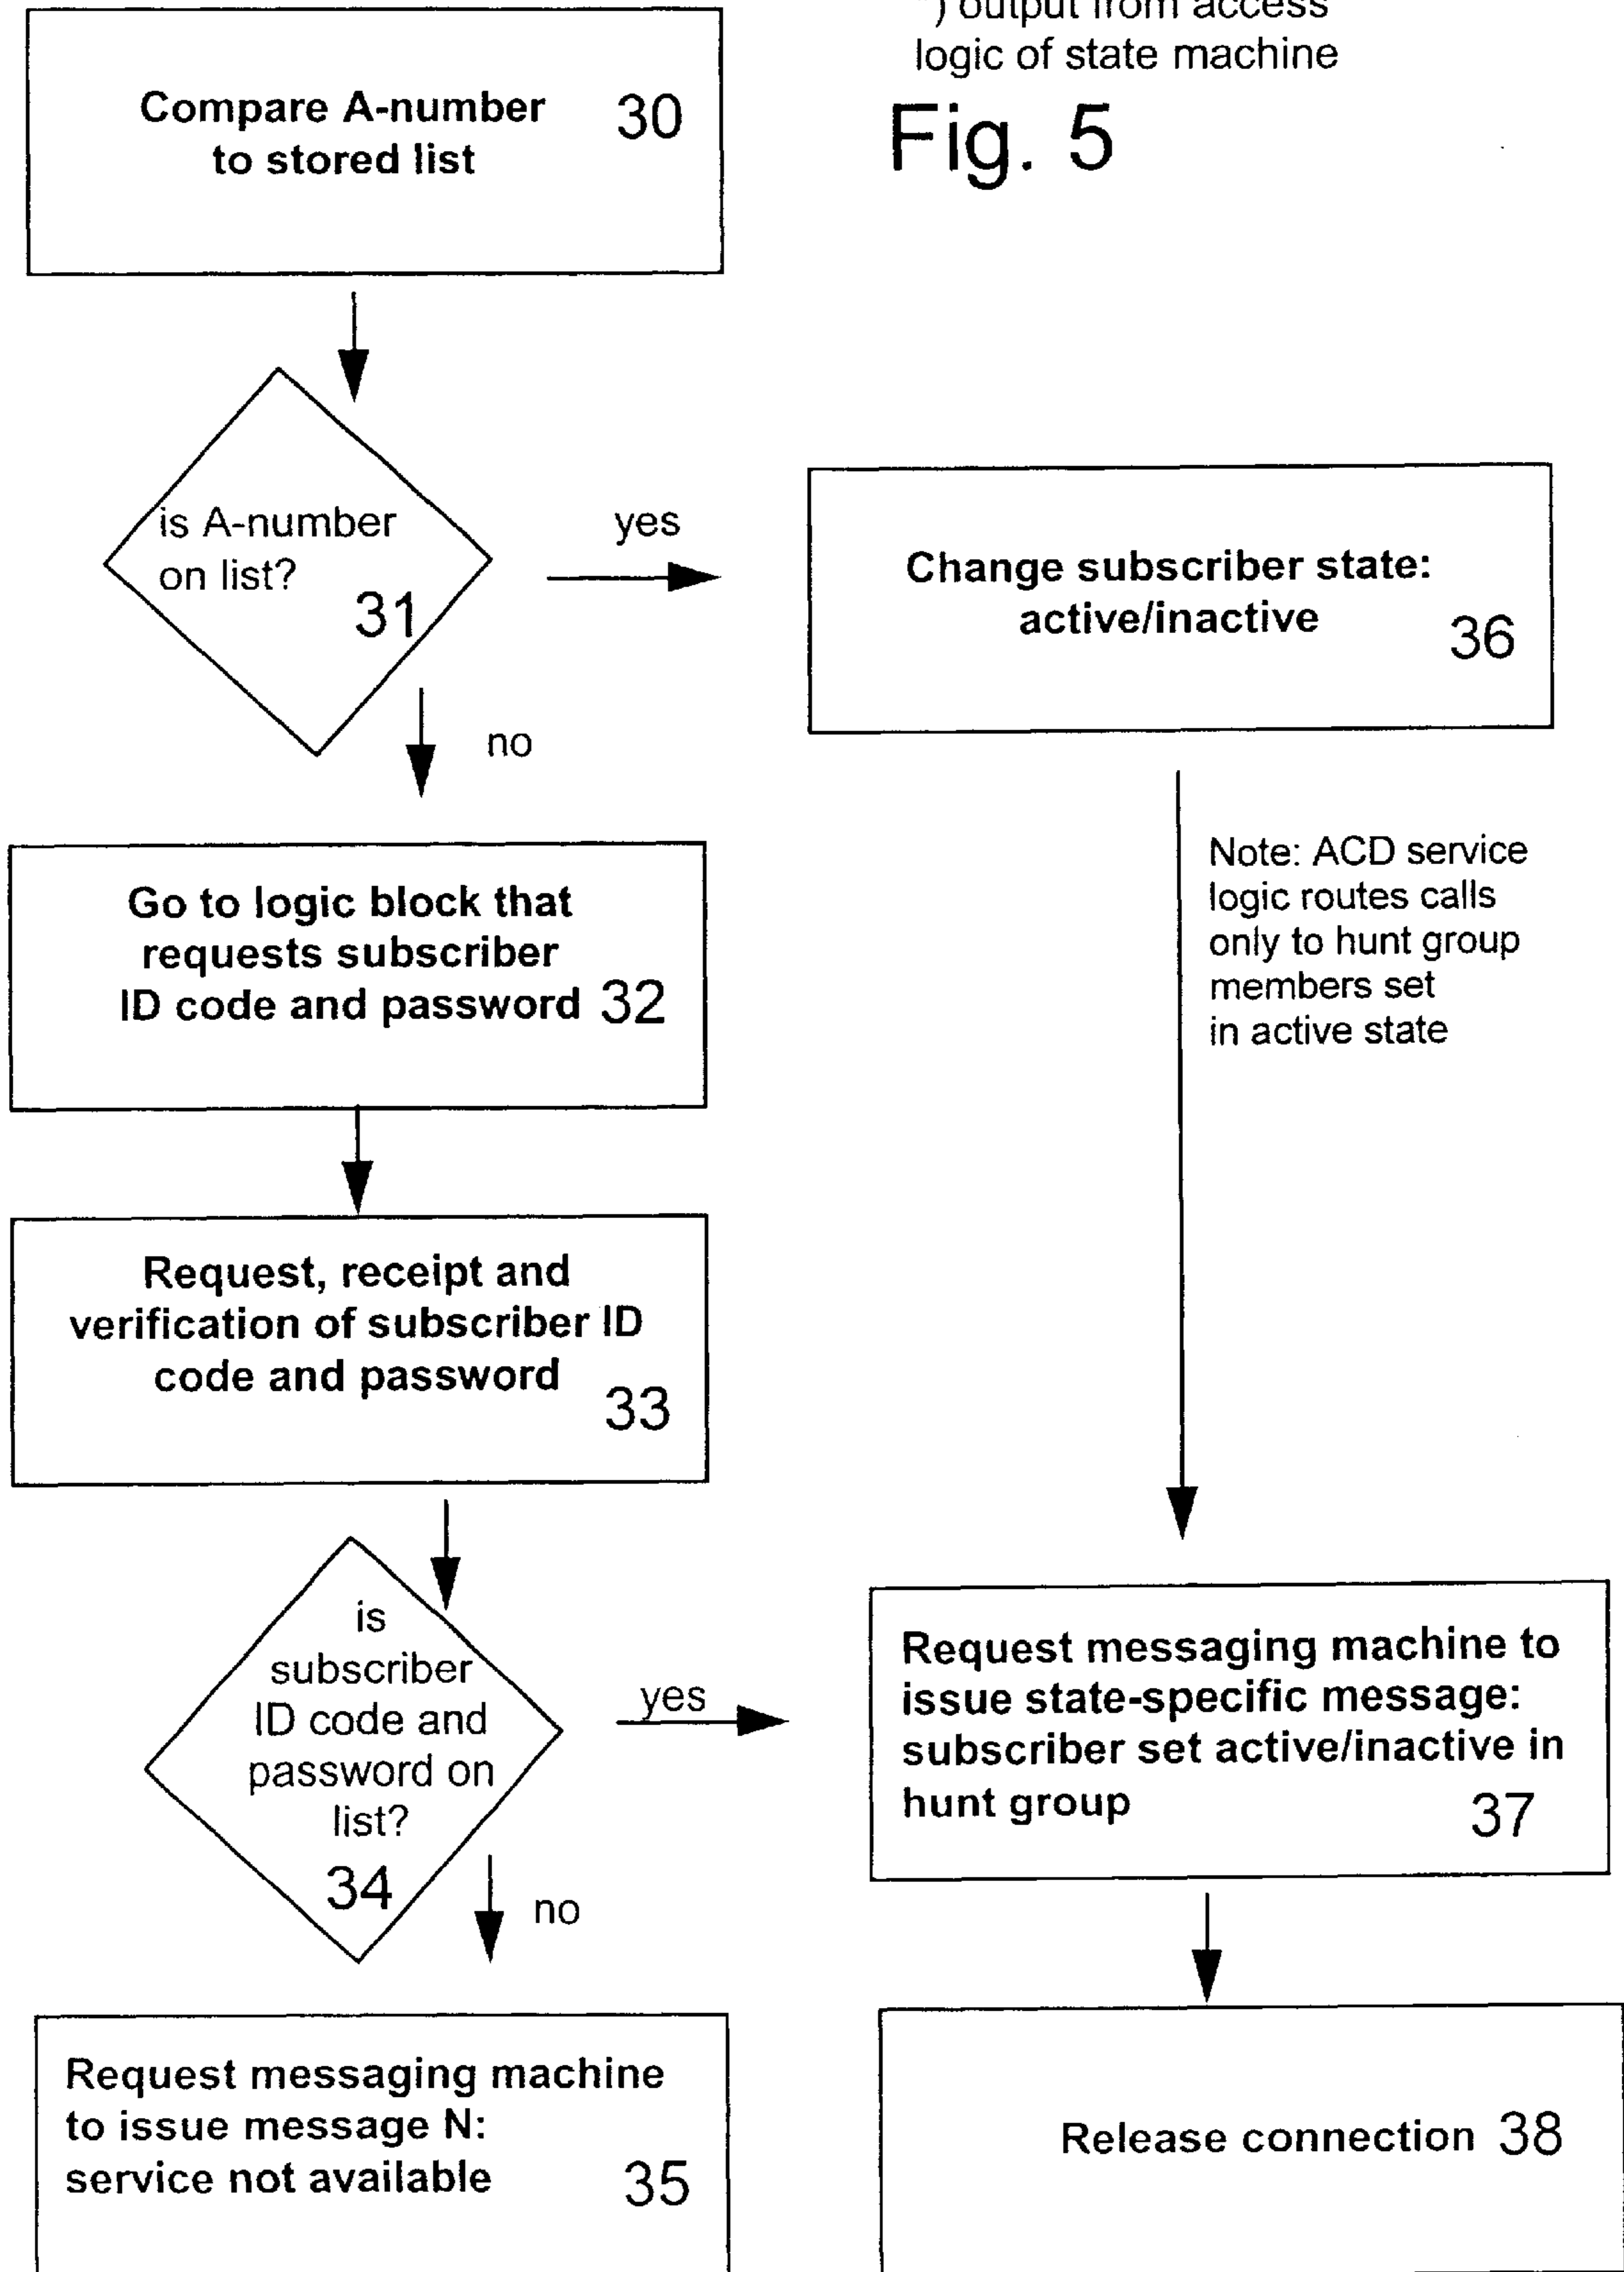 *) output from access
logic of state machine
Fig. 5
Compare A-number
to stored list
30
is A-number
on list?
31
yes
no
Change subscriber state:
active/inactive
36
Note: ACD service
logic routes calls
only to hunt group
members set
in active state
Go to logic block that
requests subscriber
ID code and password 32
Request, receipt and
verification of subscriber ID
code and password
33
is
subscriber
ID code and
password on
list?
34
yes
no
Request messaging machine to
issue state-specific message:
subscriber set active/inactive in
hunt group
37
Request messaging machine
to issue message N:
service not available
35
Release connection 38